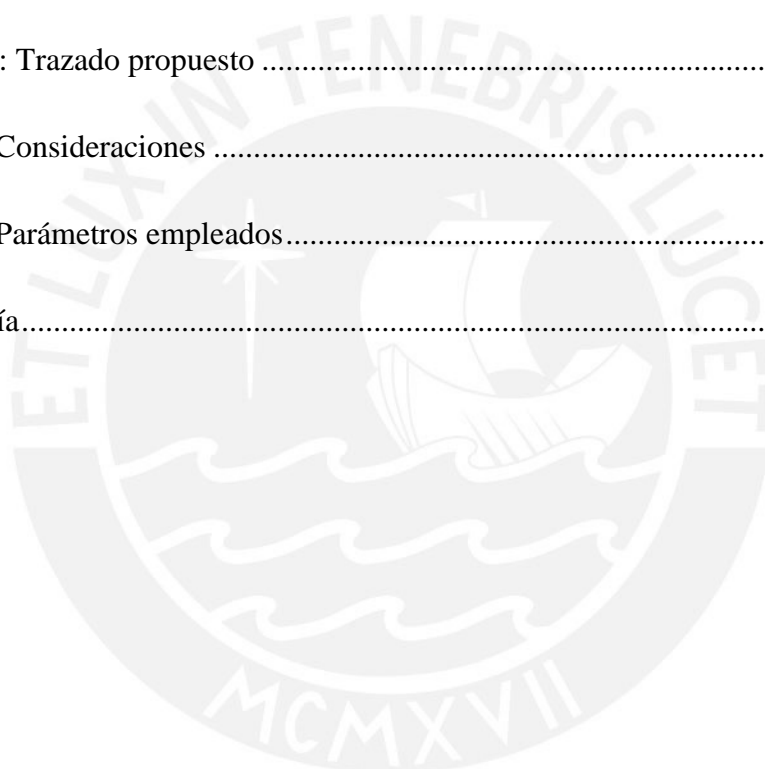 : Trazado propuesto ...............................................................
Consideraciones .....................................................................
Parámetros empleados............................................................
ía..............................................................................................
ET LUX IN TENEBRIS LUCET
MCMXVII